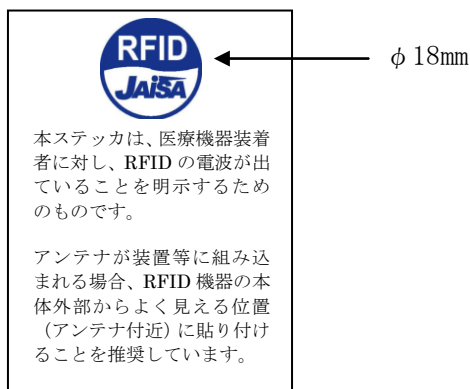 RFID
JAISA
φ18mm
本ステッカは、医療機器装着
者に対し、RFID の電波が出
ていることを明示するため
のものです。
アンテナが装置等に組み込
まれる場合、RFID 機器の本
体外部からよく見える位置
（アンテナ付近）に貼り付け
ることを推奨しています。